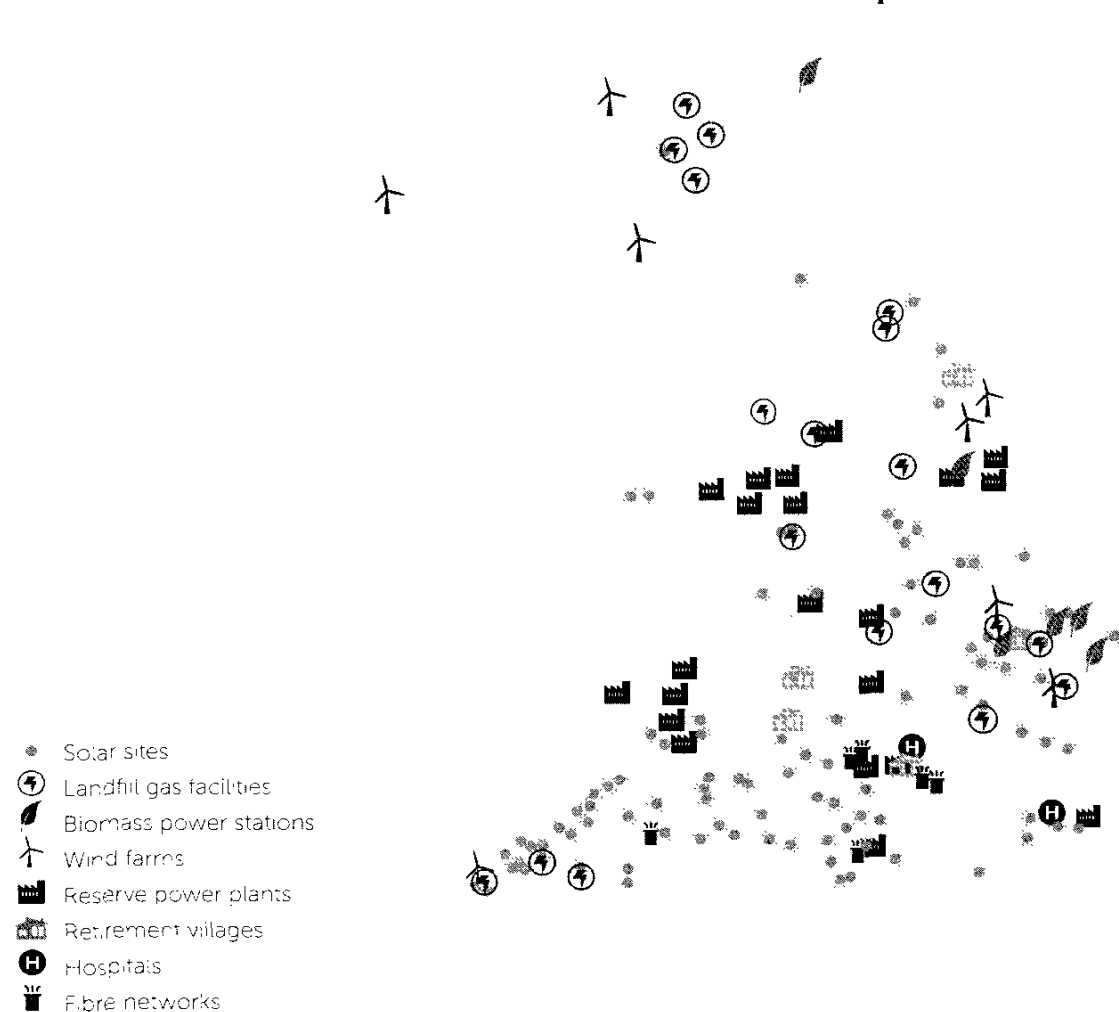 Solar sites
Landfill gas facilities
Biomass power stations
Wind farms
Reserve power plants
Retirement villages
Hospitals
Fibre networks